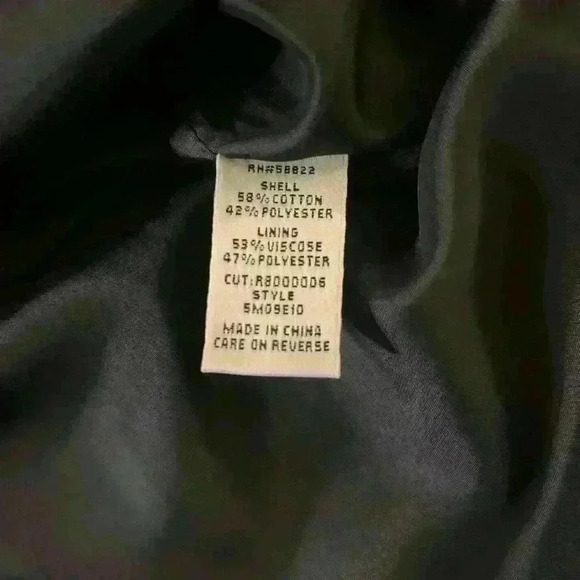 RN#58822
SHELL
58% COTTON
42% POLYESTER
LINING
53% VISCOSE
47% POLYESTER
CUT: R8000006
STYLE
5M09E10
MADE IN CHINA
CARE ON REVERSE